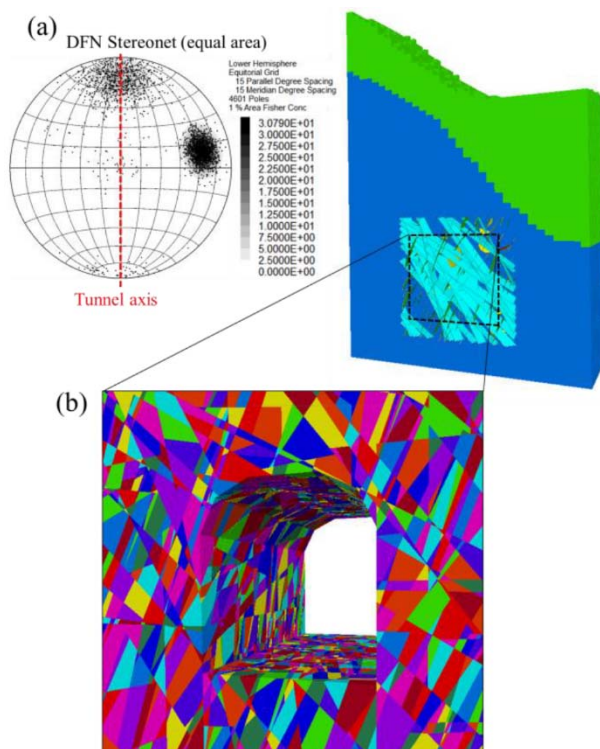 (a)
DFN Stereonet (equal area)
Lower Hemisphere
Equitorial Grid
15 Parallel Degree Spacing
15 Meridian Degree Spacing
4601 Poles
1 % Area Fisher Conc
3.0790E+01
3.0000E+01
2.7500E+01
2.5000E+01
2.2500E+01
2.0000E+01
1.7500E+01
1.5000E+01
1.2500E+01
1.0000E+01
7.5000E+00
5.0000E+00
2.5000E+00
0.0000E+00
Tunnel axis
(b)